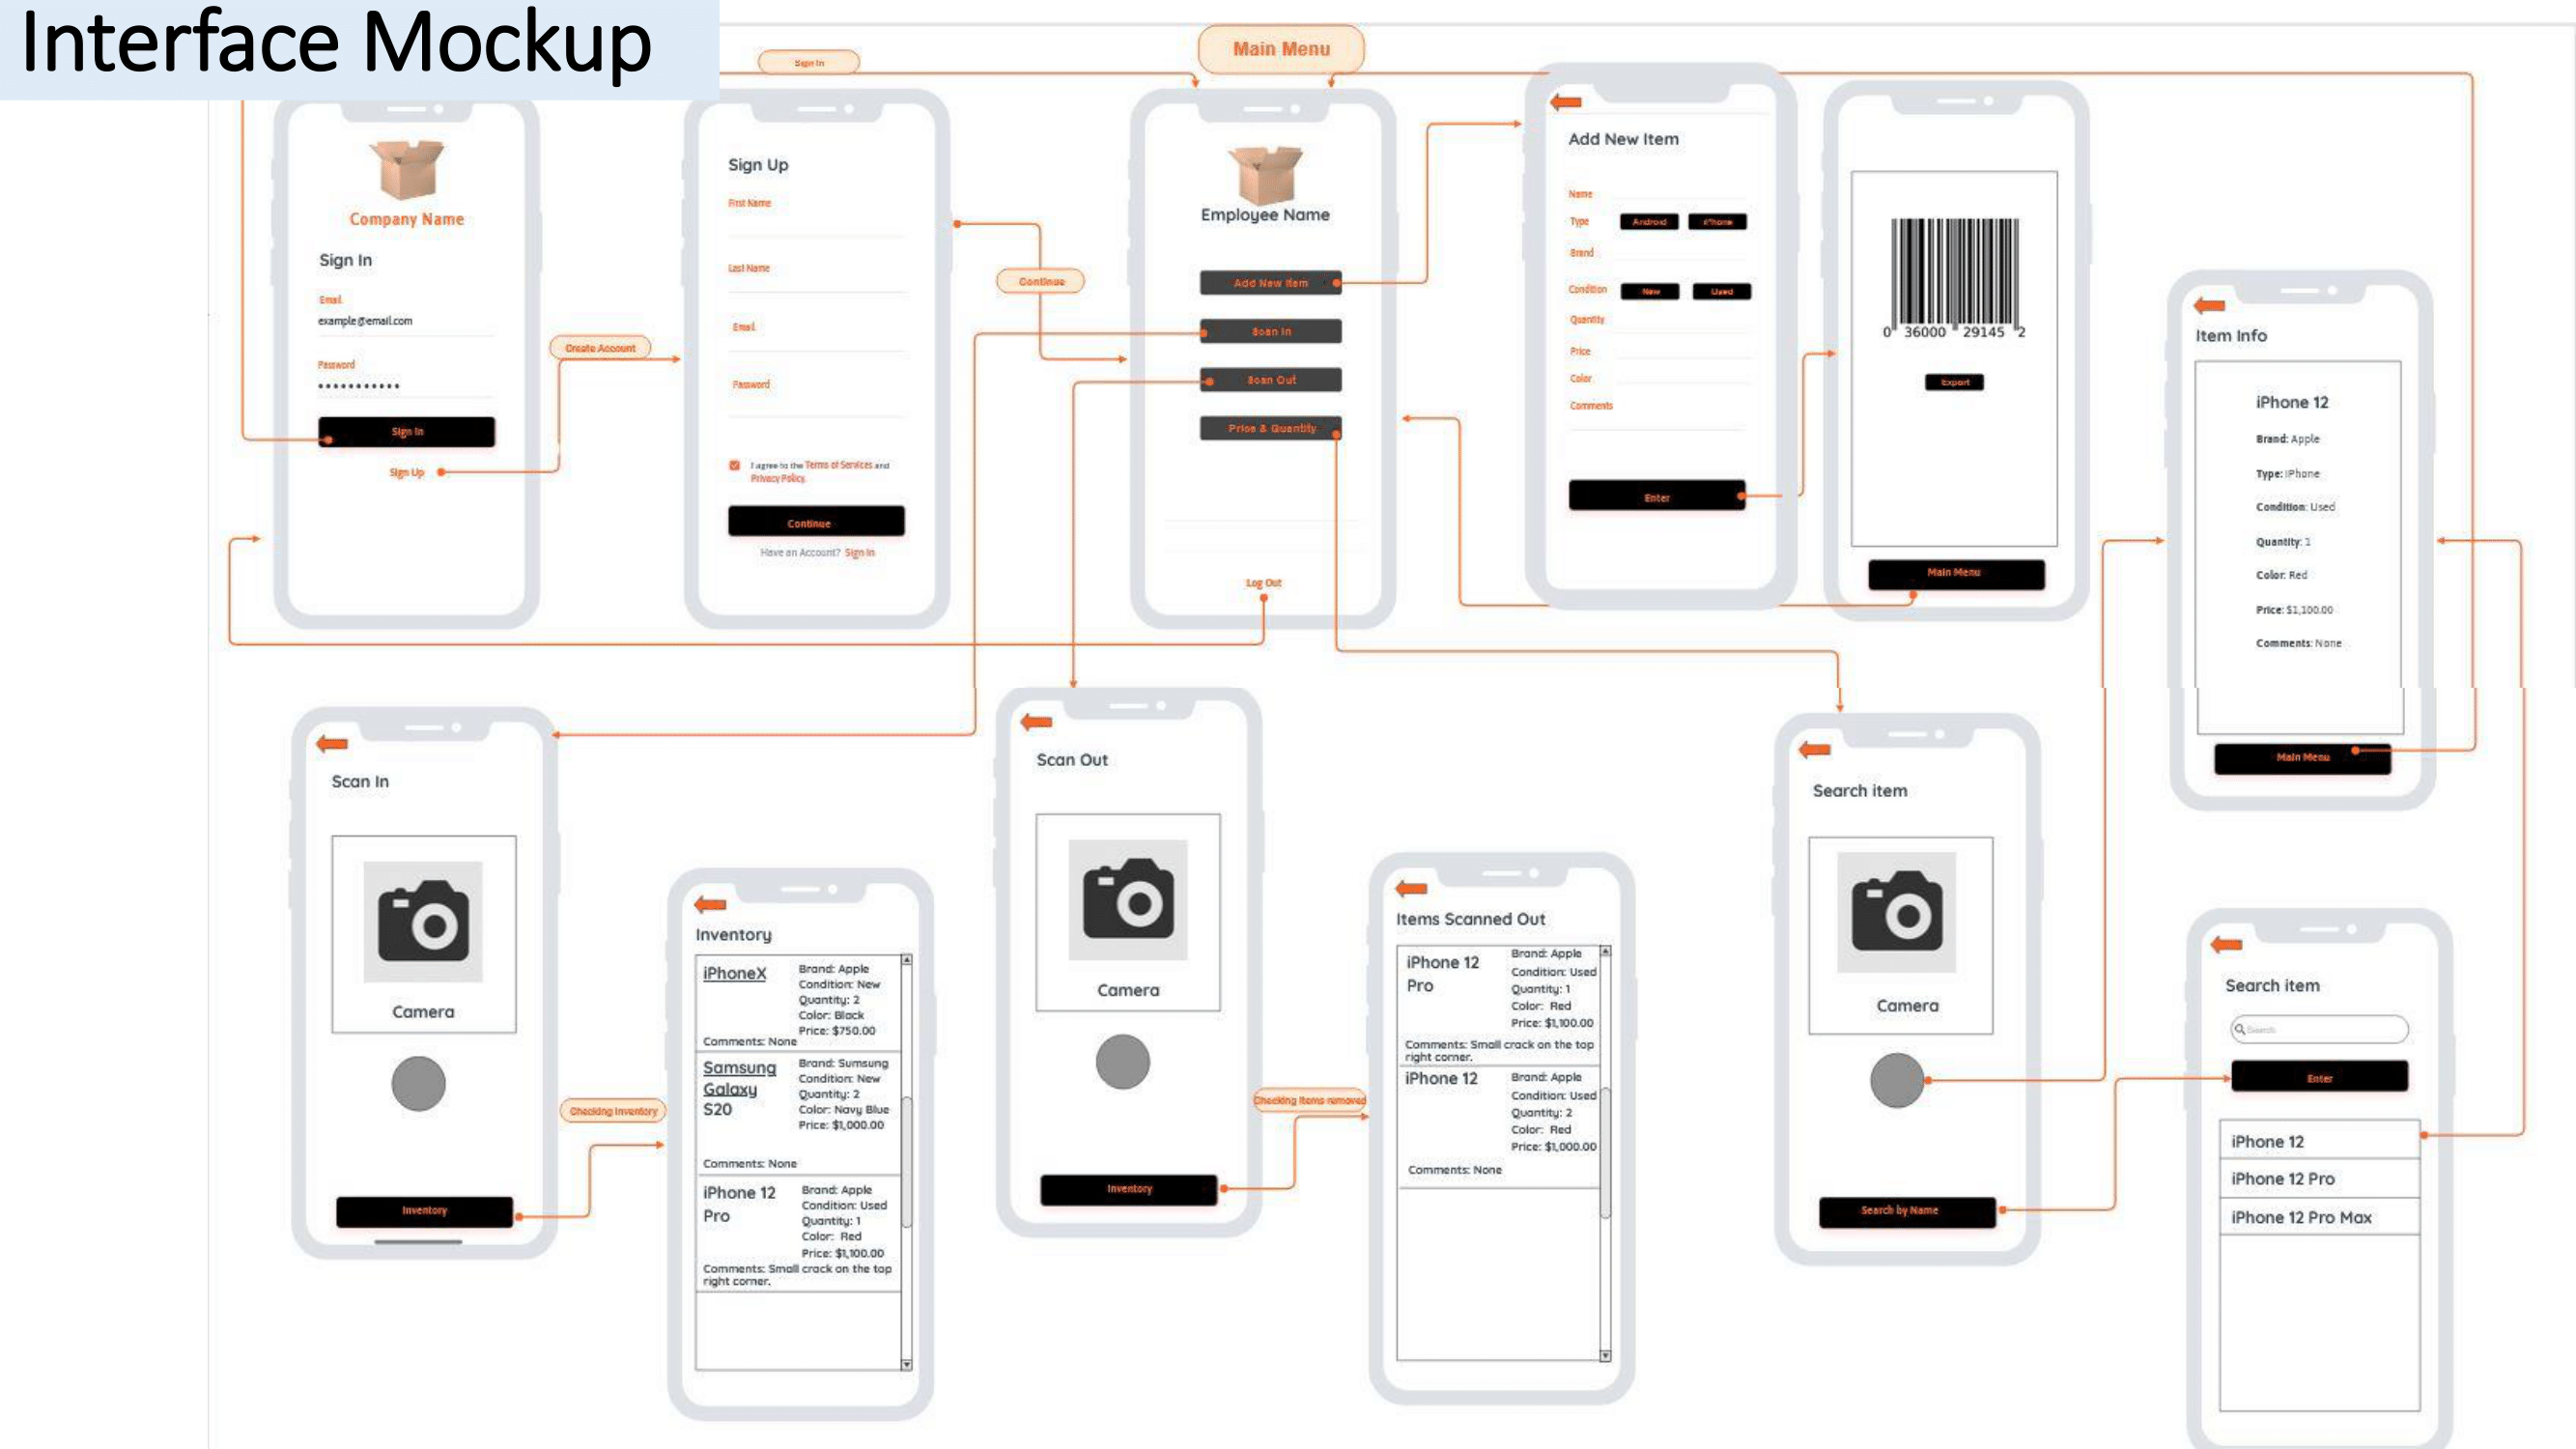 Interface Mockup
Sign In
Main Menu
Company Name
Sign In
Email
example@email.com
Password
Sign In
Sign Up
Create Account
Sign Up
First Name
Last Name
Email
Password
I agree to the Terms of Services and
Privacy Policy.
Continue
Have an Account? Sign In
Continue
Employee Name
Add New Item
Scan In
Scan Out
Price & Quantity
Log Out
Add New Item
Name
Type Android iPhone
Brand
Condition New Used
Quantity
Price
Color
Comments
Enter
0 36000 29145 2
Export
Main Menu
Item Info
iPhone 12
Brand: Apple
Type: iPhone
Condition: Used
Quantity: 1
Color: Red
Price: $1,100.00
Comments: None
Main Menu
Scan In
Camera
Inventory
Checking Inventory
Inventory
iPhoneX
Brand: Apple
Condition: New
Quantity: 2
Color: Black
Price: $750.00
Comments: None
Samsung
Galaxy
S20
Brand: Sumsung
Condition: New
Quantity: 2
Color: Navy Blue
Price: $1,000.00
Comments: None
iPhone 12
Pro
Brand: Apple
Condition: Used
Quantity: 1
Color: Red
Price: $1,100.00
Comments: Small crack on the top
right corner.
Scan Out
Camera
Inventory
Checking items removed
Items Scanned Out
iPhone 12
Pro
Brand: Apple
Condition: Used
Quantity: 1
Color: Red
Price: $1,100.00
Comments: Small crack on the top
right corner.
iPhone 12
Brand: Apple
Condition: Used
Quantity: 2
Color: Red
Price: $1,000.00
Comments: None
Search item
Camera
Search by Name
Search item
Search
Enter
iPhone 12
iPhone 12 Pro
iPhone 12 Pro Max